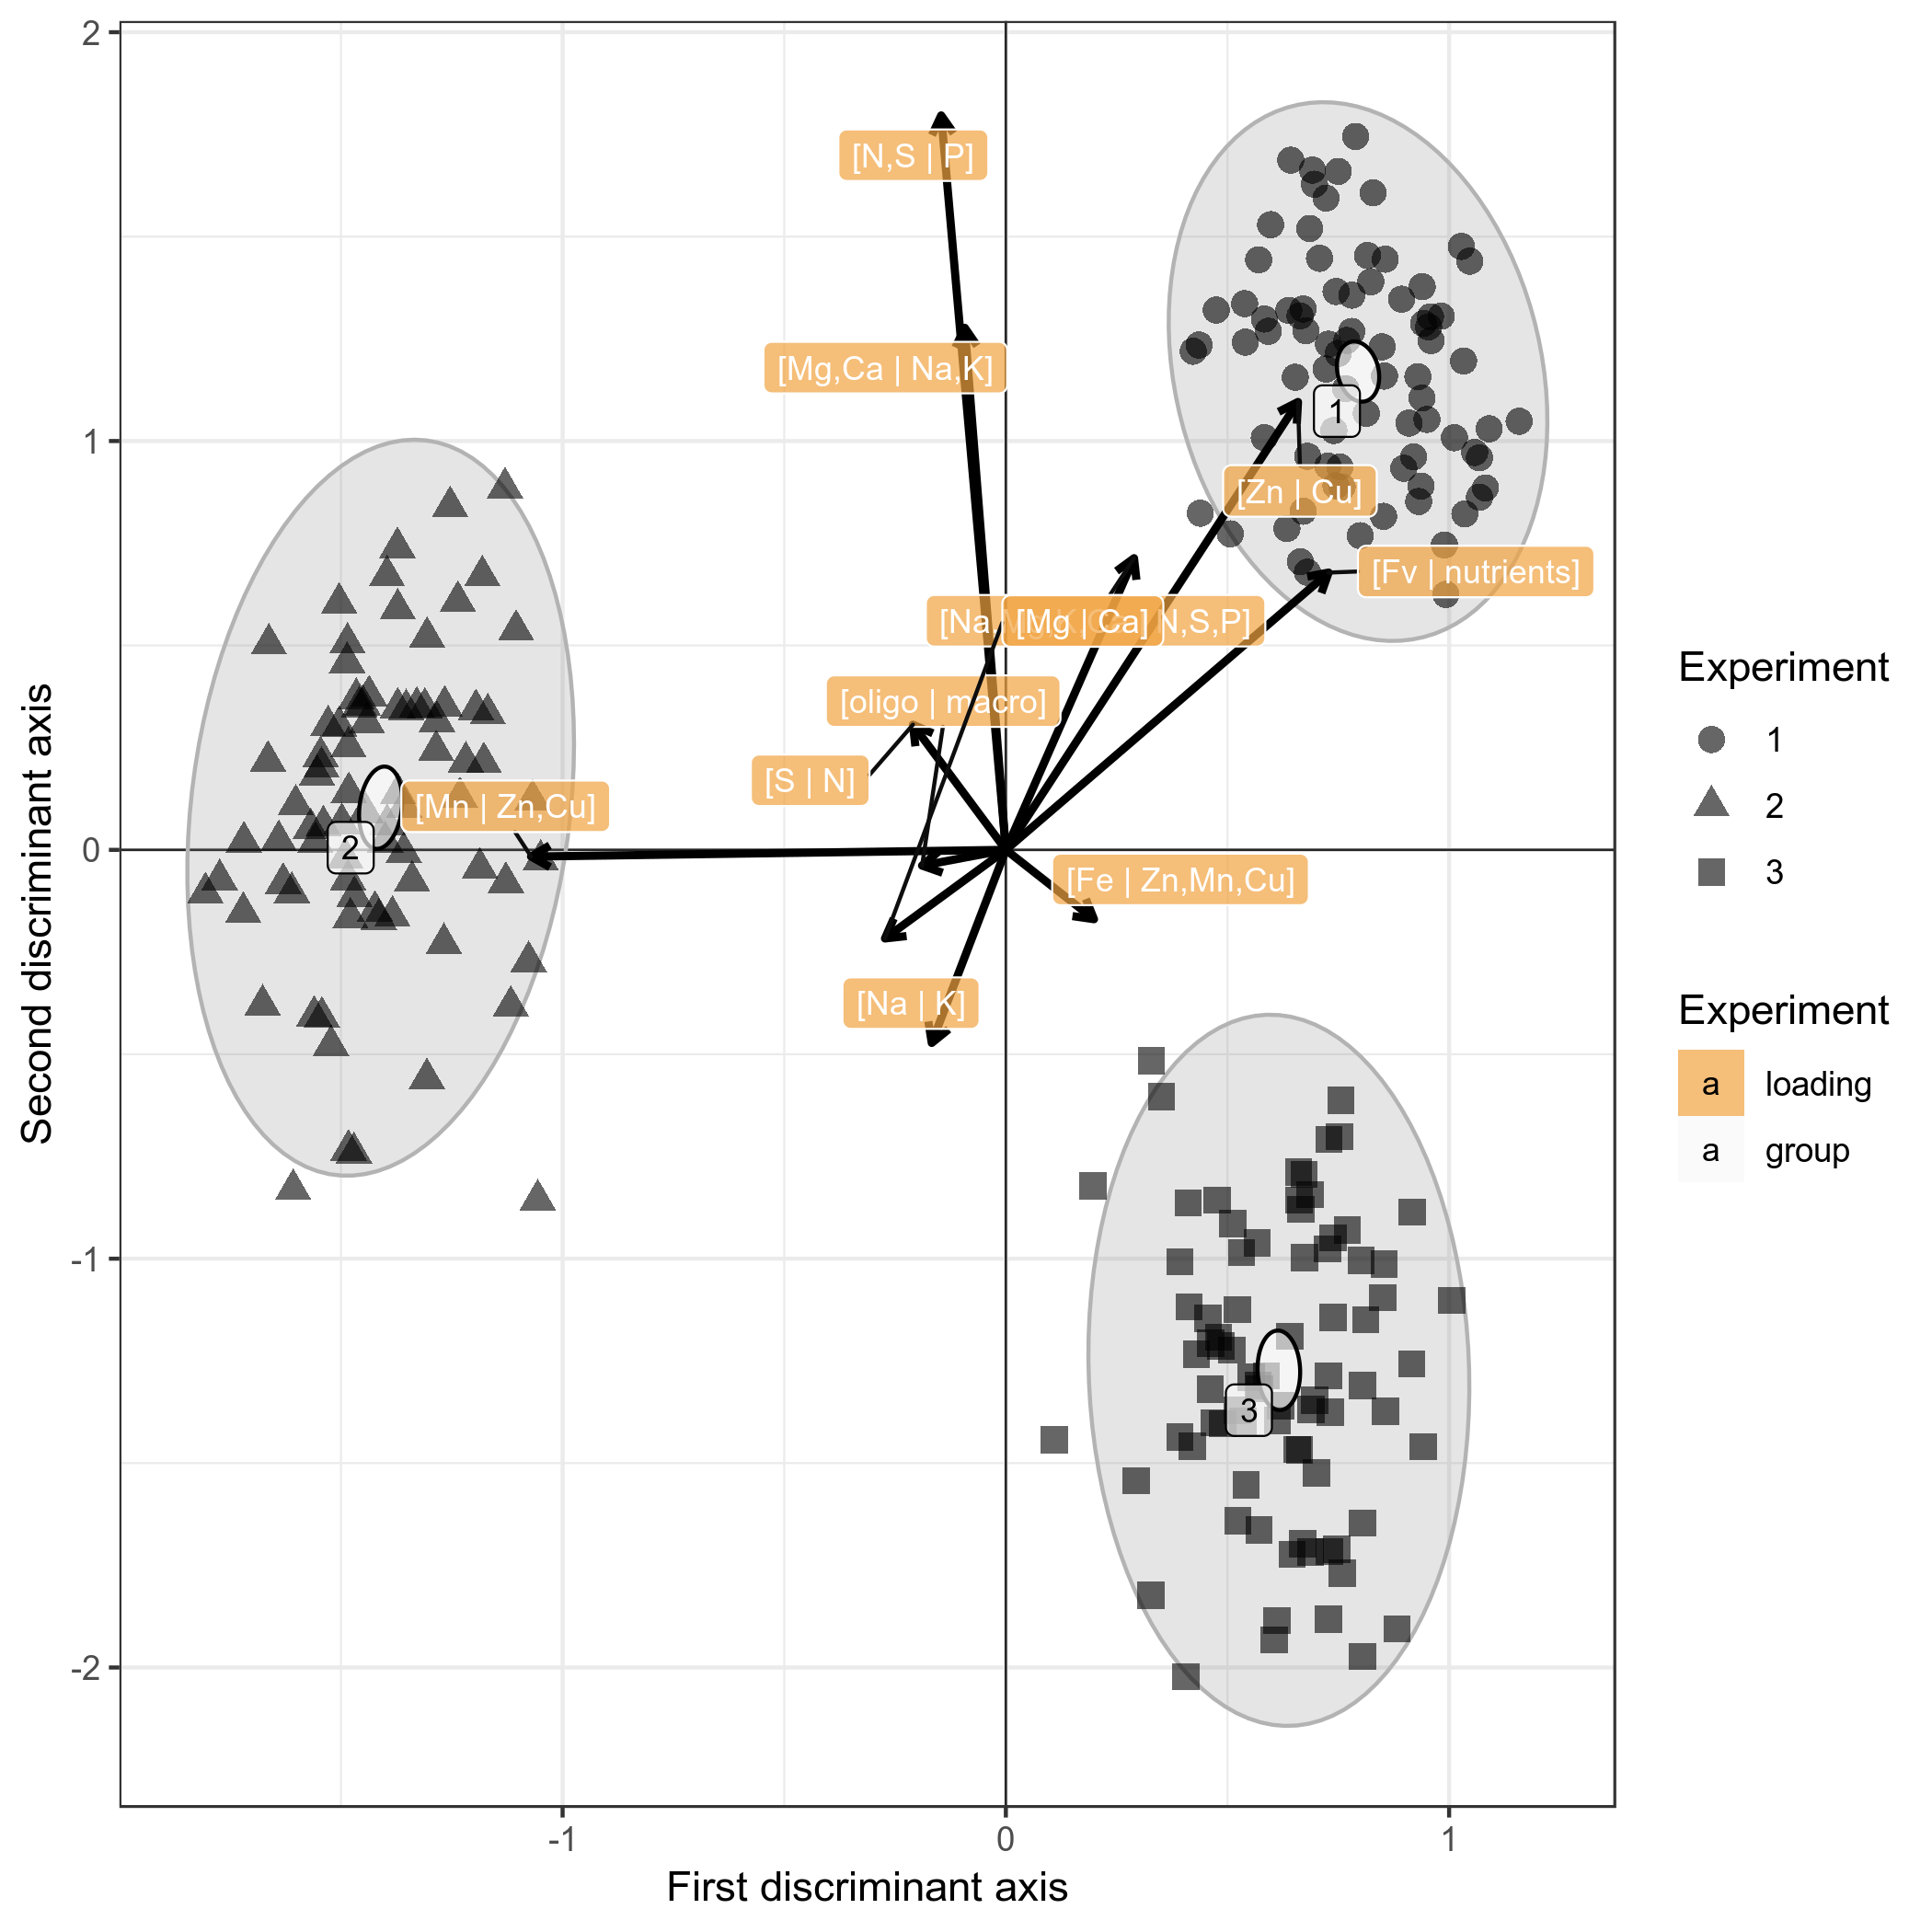 2
1
0
-1
-2
Second discriminant axis
[N,S | P]
[Mg,Ca | Na,K]
1
[Zn | Cu]
[Fv | nutrients]
[Na N,S,P]
[Mg | Ca]
[oligo | macro]
[S | N]
[Mn | Zn,Cu]
2
[Fe | Zn,Mn,Cu]
[Na | K]
3
-1
0
1
First discriminant axis
Experiment
1
2
3
Experiment
a loading
a group